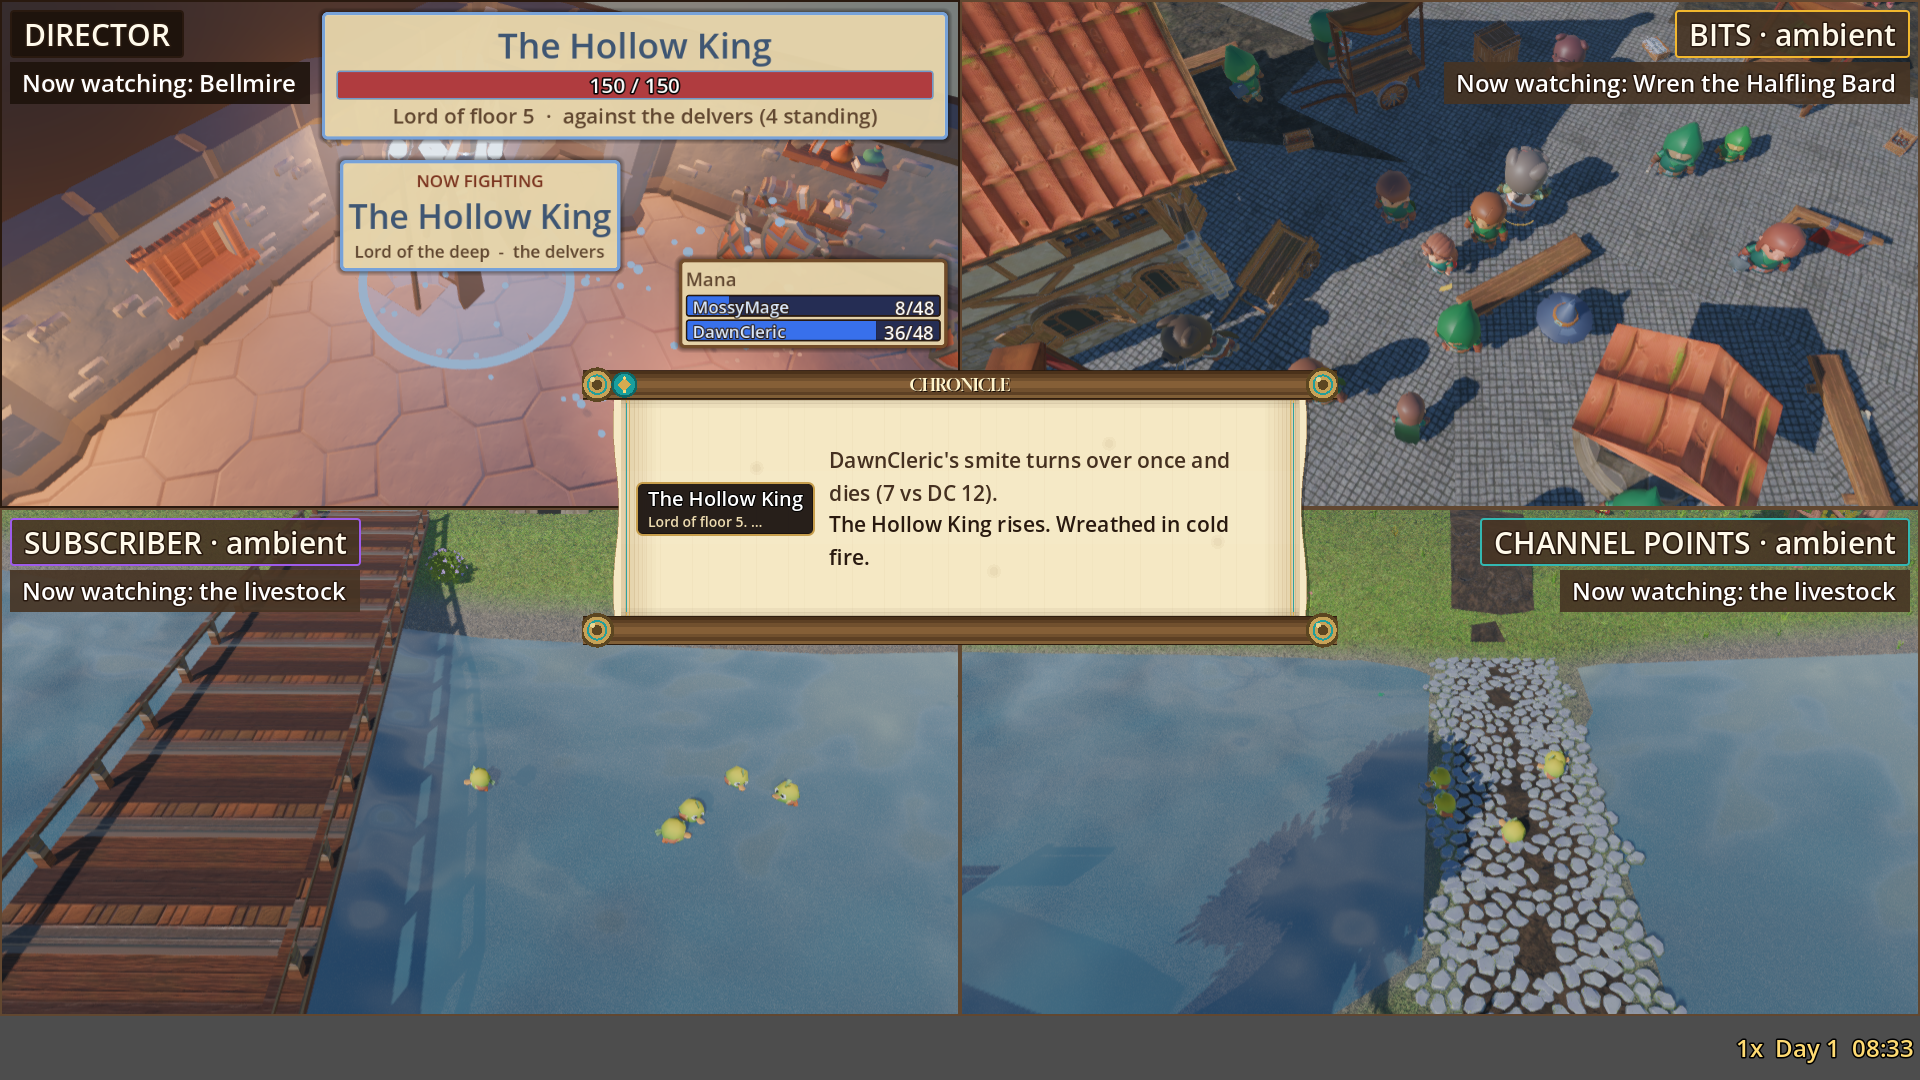 DIRECTOR
Now watching: Bellmire
The Hollow King
150 / 150
Lord of floor 5 · against the delvers (4 standing)
NOW FIGHTING
The Hollow King
Lord of the deep - the delvers
Mana
MossyMage 8/48
DawnCleric 36/48
BITS · ambient
Now watching: Wren the Halfling Bard
CHRONICLE
The Hollow King
Lord of floor 5. ...
DawnCleric's smite turns over once and
dies (7 vs DC 12).
The Hollow King rises. Wreathed in cold
fire.
SUBSCRIBER · ambient
Now watching: the livestock
CHANNEL POINTS · ambient
Now watching: the livestock
1x Day 1 08:33